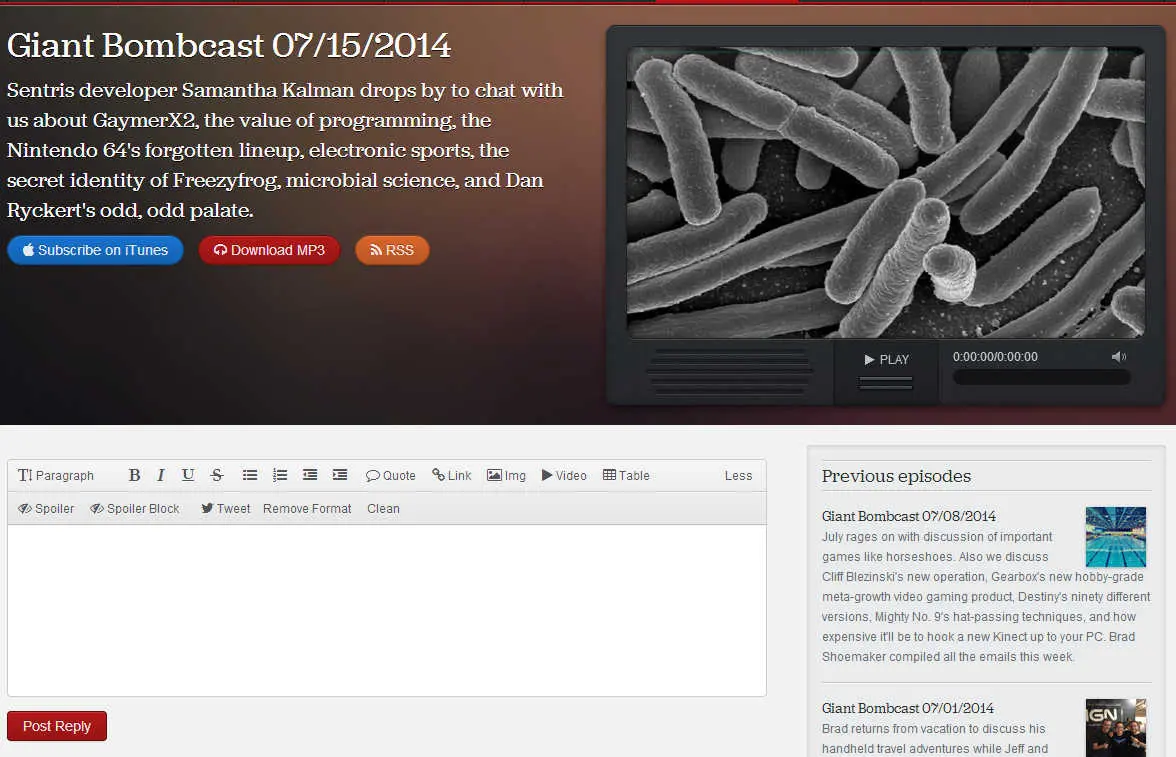 Giant Bombcast 07/15/2014
Sentris developer Samantha Kalman drops by to chat with
us about GaymerX2, the value of programming, the
Nintendo 64's forgotten lineup, electronic sports, the
secret identity of Freezyfrog, microbial science, and Dan
Ryckert's odd, odd palate.
Subscribe on iTunes Download MP3 RSS
PLAY 0:00:00/0:00:00
Paragraph B I U S Quote Link Img Video Table Less
Spoiler Spoiler Block Tweet Remove Format Clean
Post Reply
Previous episodes
Giant Bombcast 07/08/2014
July rages on with discussion of important
games like horseshoes. Also we discuss
Cliff Blezinski's new operation, Gearbox's new hobby-grade
meta-growth video gaming product, Destiny's ninety different
versions, Mighty No. 9's hat-passing techniques, and how
expensive it'll be to hook a new Kinect up to your PC. Brad
Shoemaker compiled all the emails this week.
Giant Bombcast 07/01/2014
IGN
Brad returns from vacation to discuss his
handheld travel adventures while Jeff and